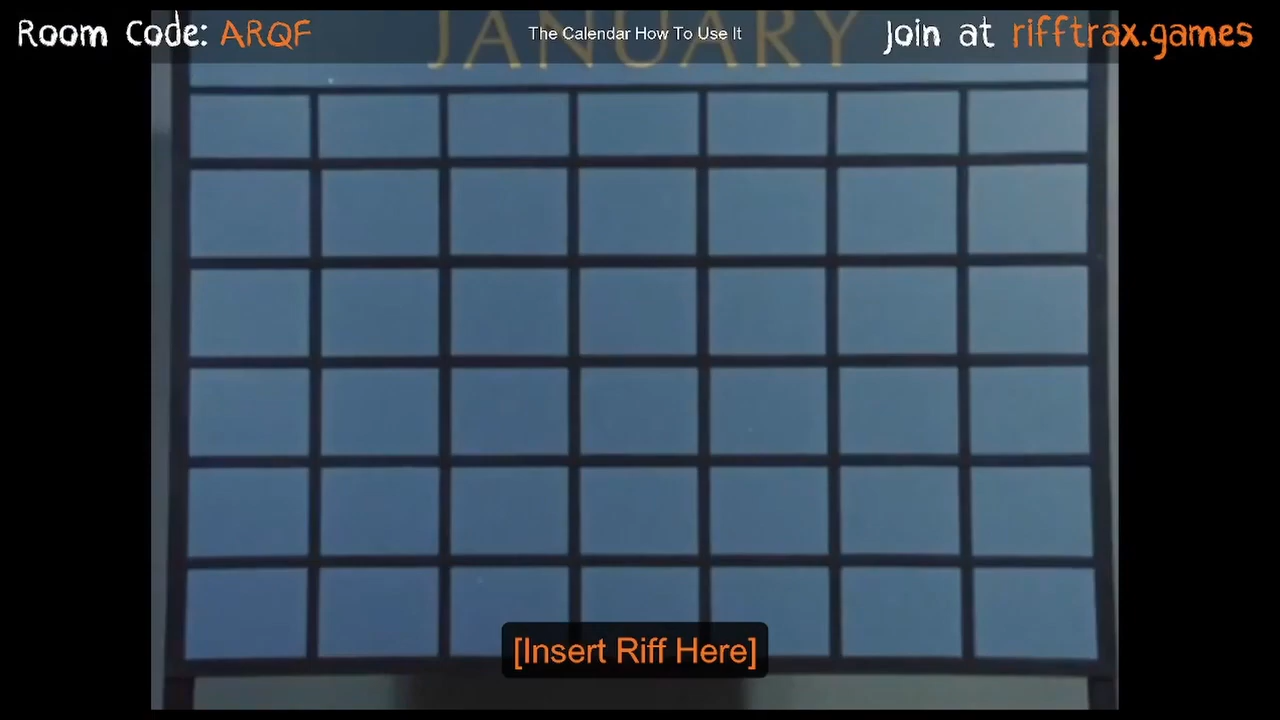 Room Code: ARQF
The Calendar How To Use It
Join at rifftrax.games
JANUARY
[Insert Riff Here]